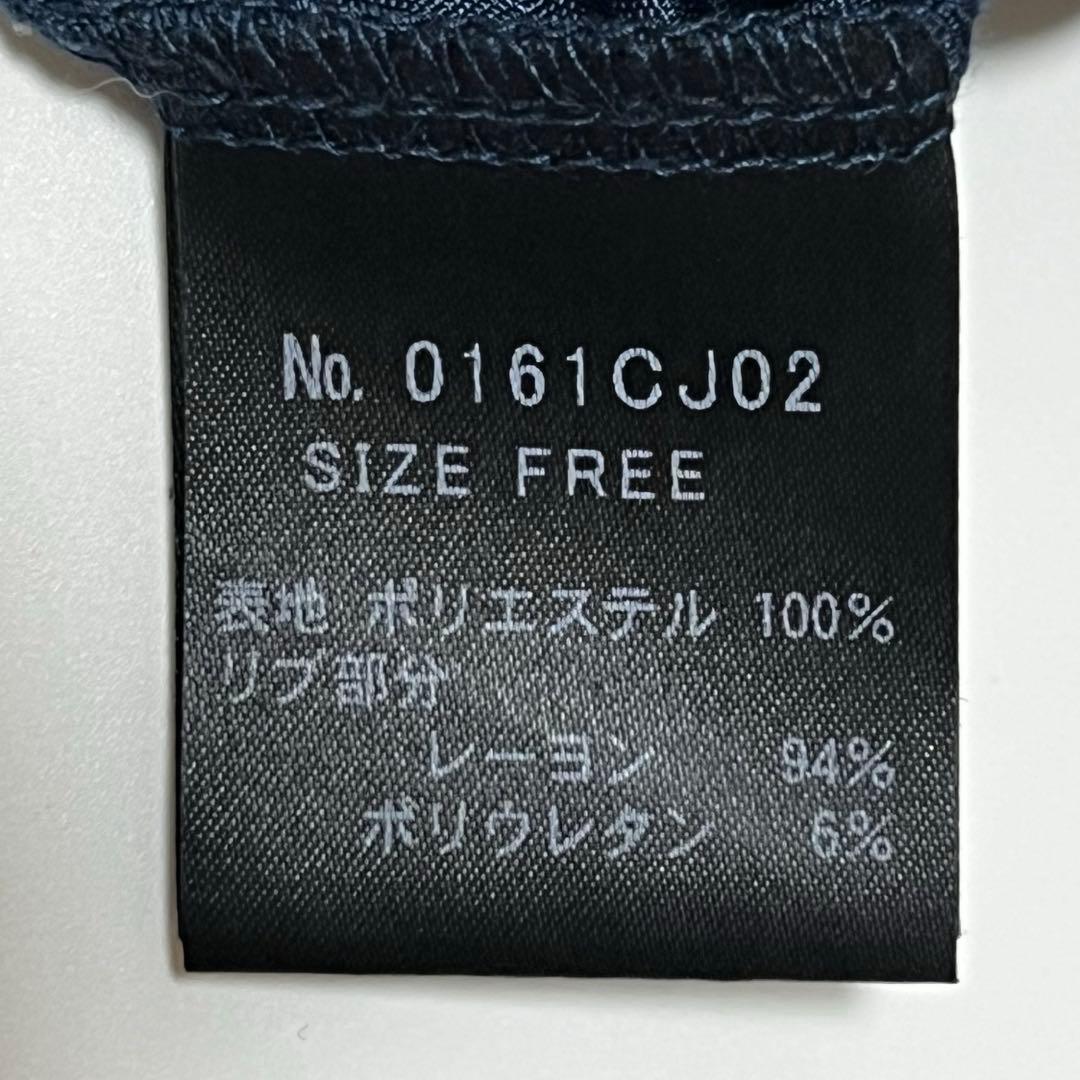 No. 0161CJ02
SIZE FREE
表地 ポリエステル 100%
リブ部分
レーヨン 94%
ポリウレタン 6%